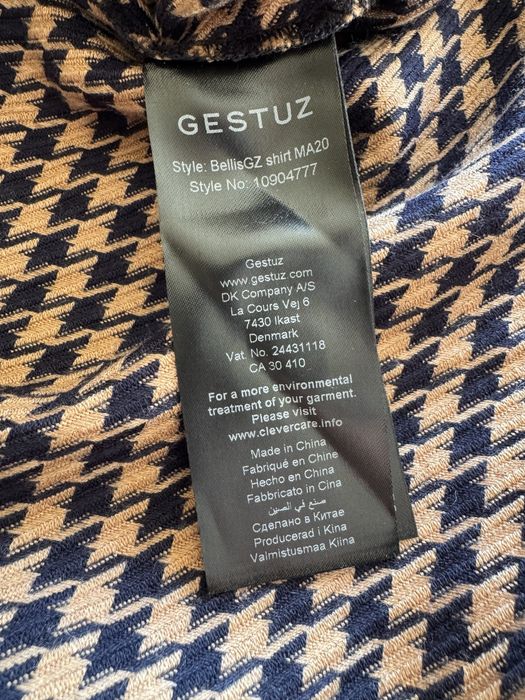 GESTUZ
Style: BellisGZ shirt MA20
Style No: 10904777
Gestuz
www.gestuz.com
DK Company A/S
La Cours Vej 6
7430 Ikast
Denmark
Vat. No. 24431118
CA 30 410
For a more environmental
treatment of your garment.
Please visit
www.clevercare.info
Made in China
Fabriqué en Chine
Hecho en China
Fabbricato in Cina
صنع في الصين
Сделано в Китае
Producerad i Kina
Valmistusmaa Kiina